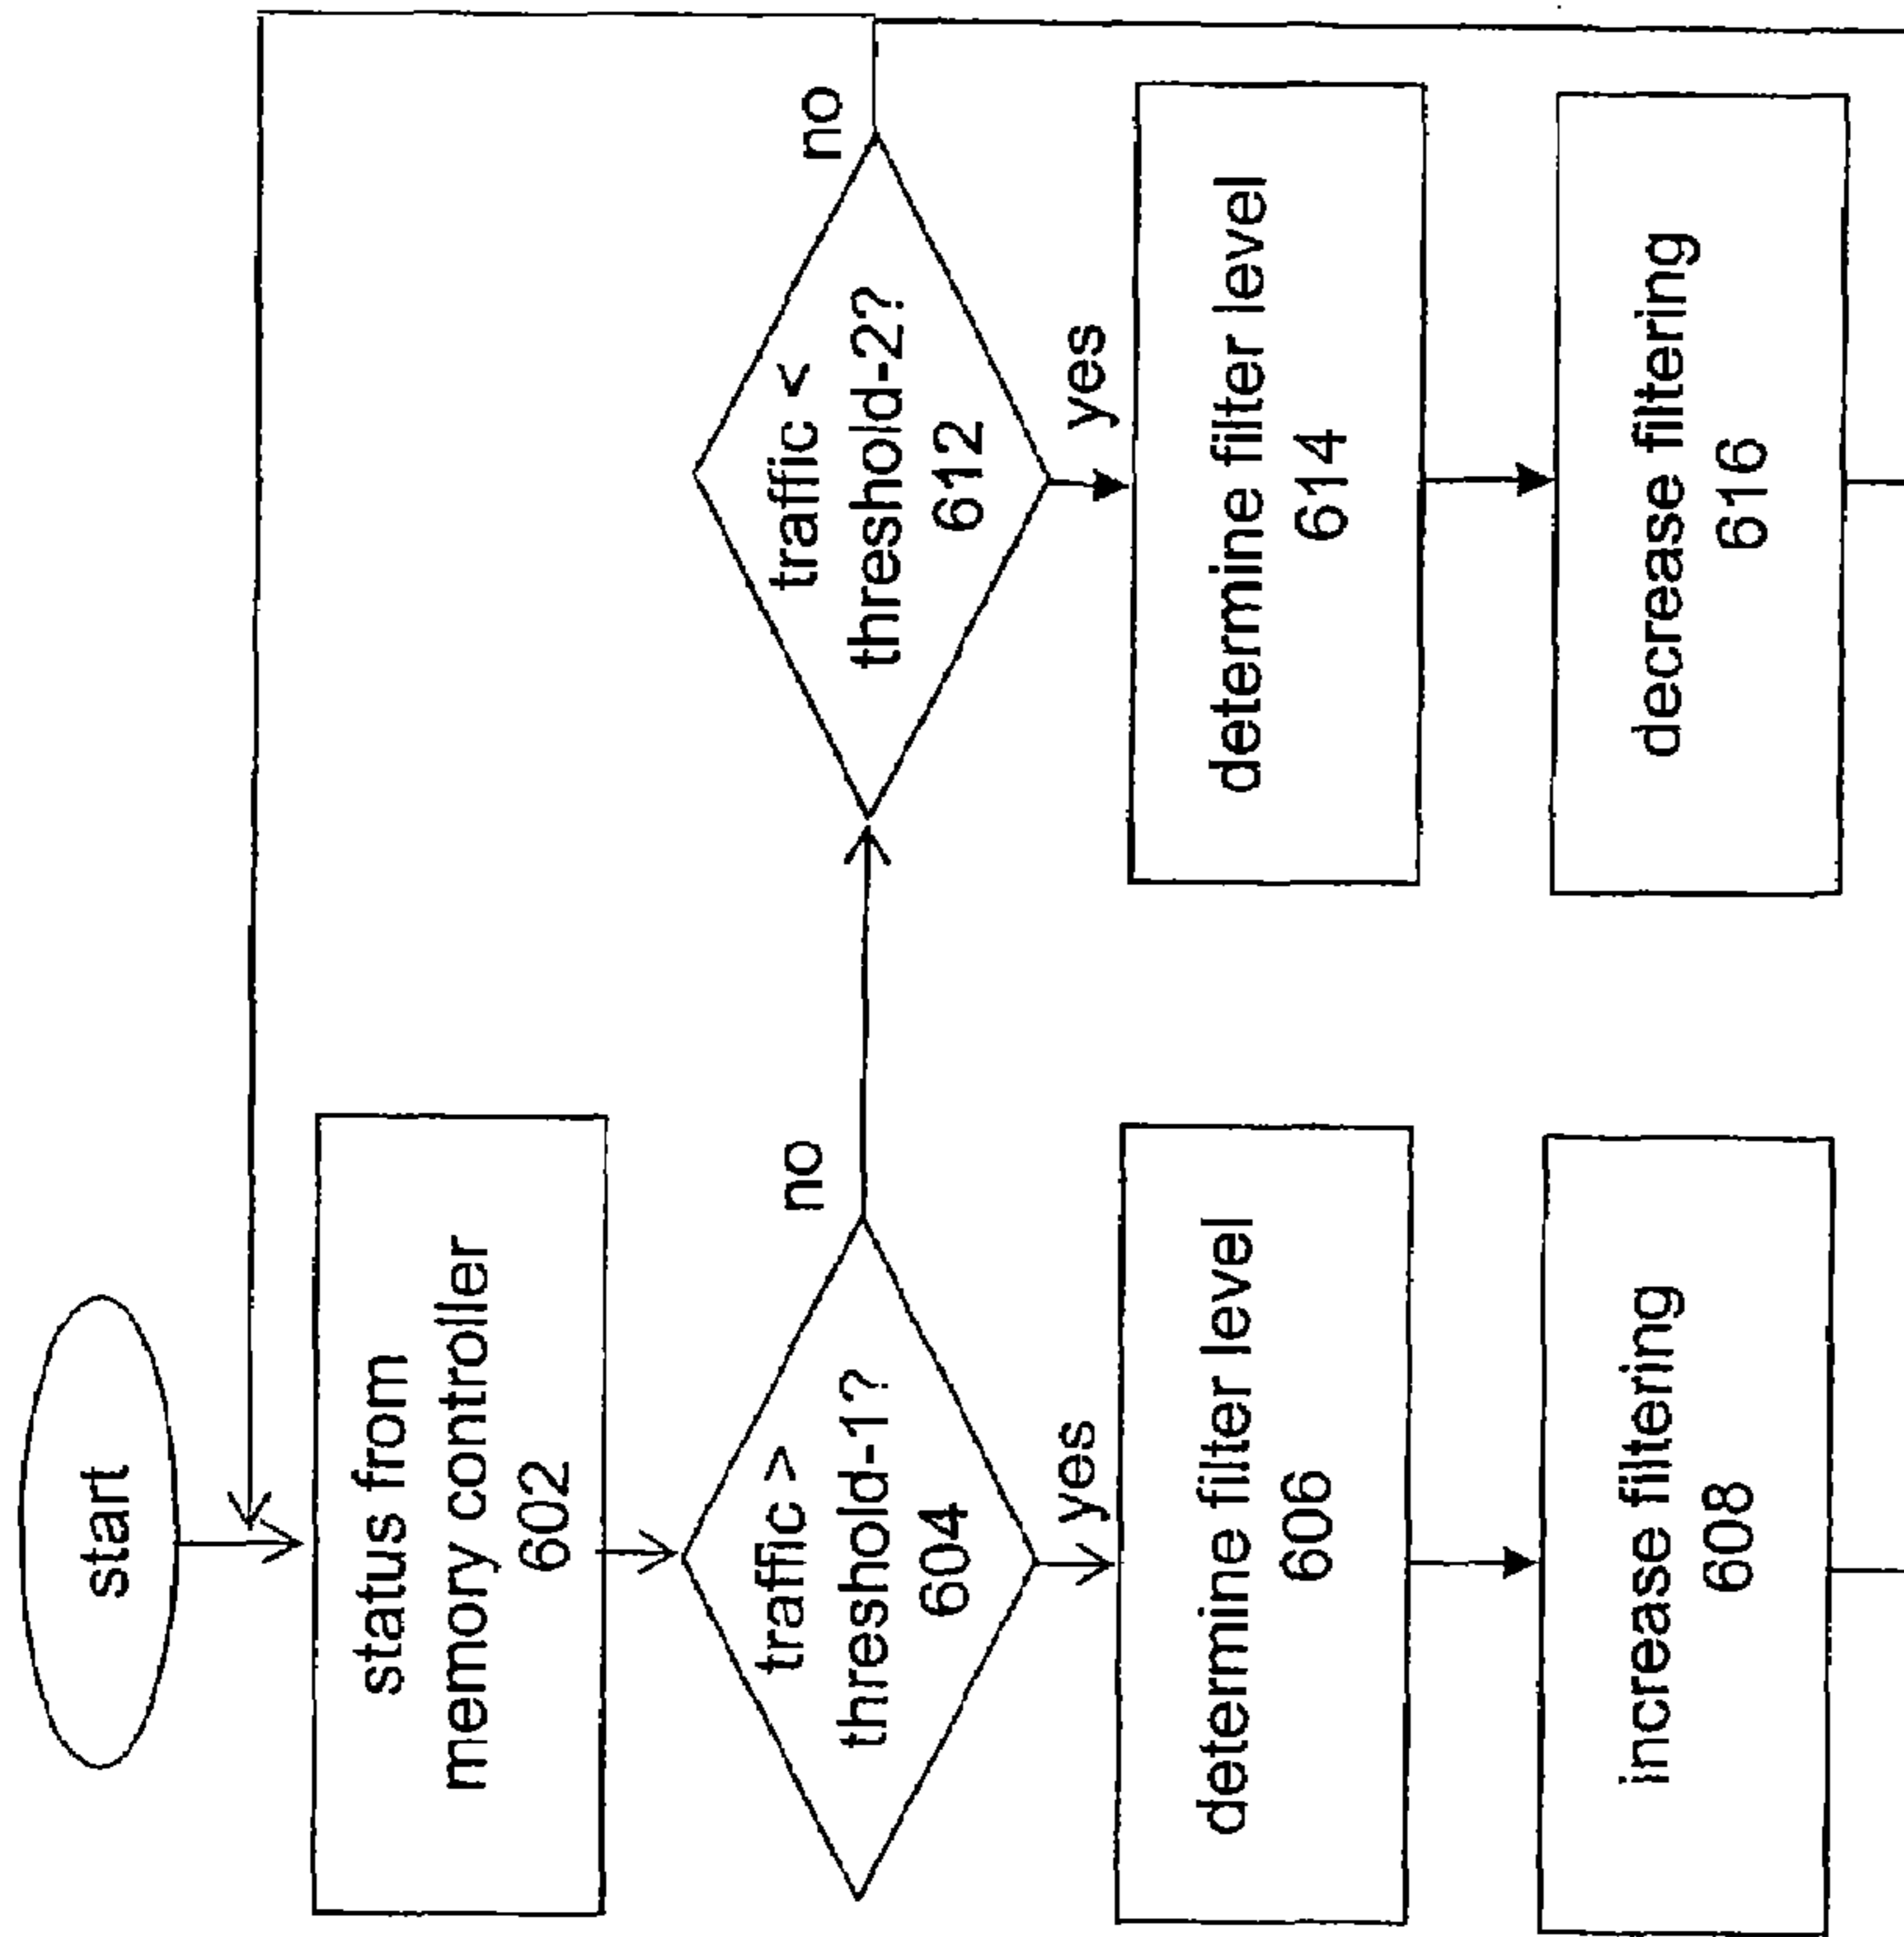 start
status from
memory controller
602
traffic >
threshold-1?
604
no
yes
determine filter level
606
increase filtering
608
traffic <
threshold-2?
612
no
yes
determine filter level
614
decrease filtering
616